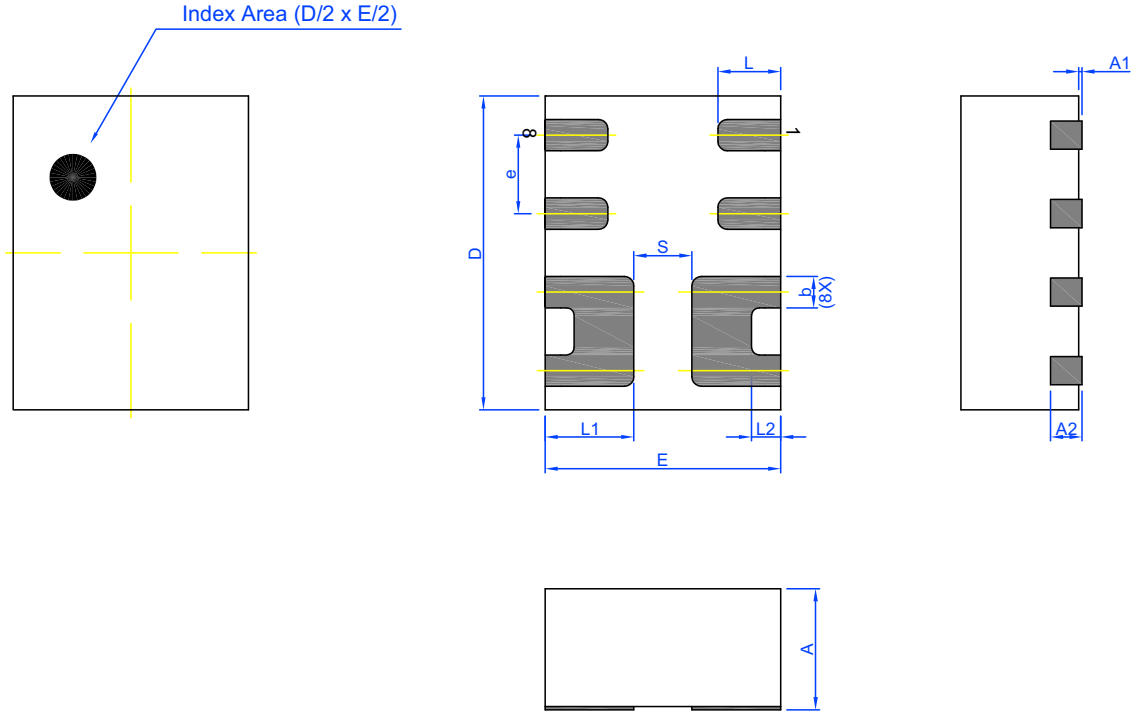 Index Area (D/2 x E/2)
L
A1
8
1
e
D
S
b
(8X)
L1
L2
A2
E
A